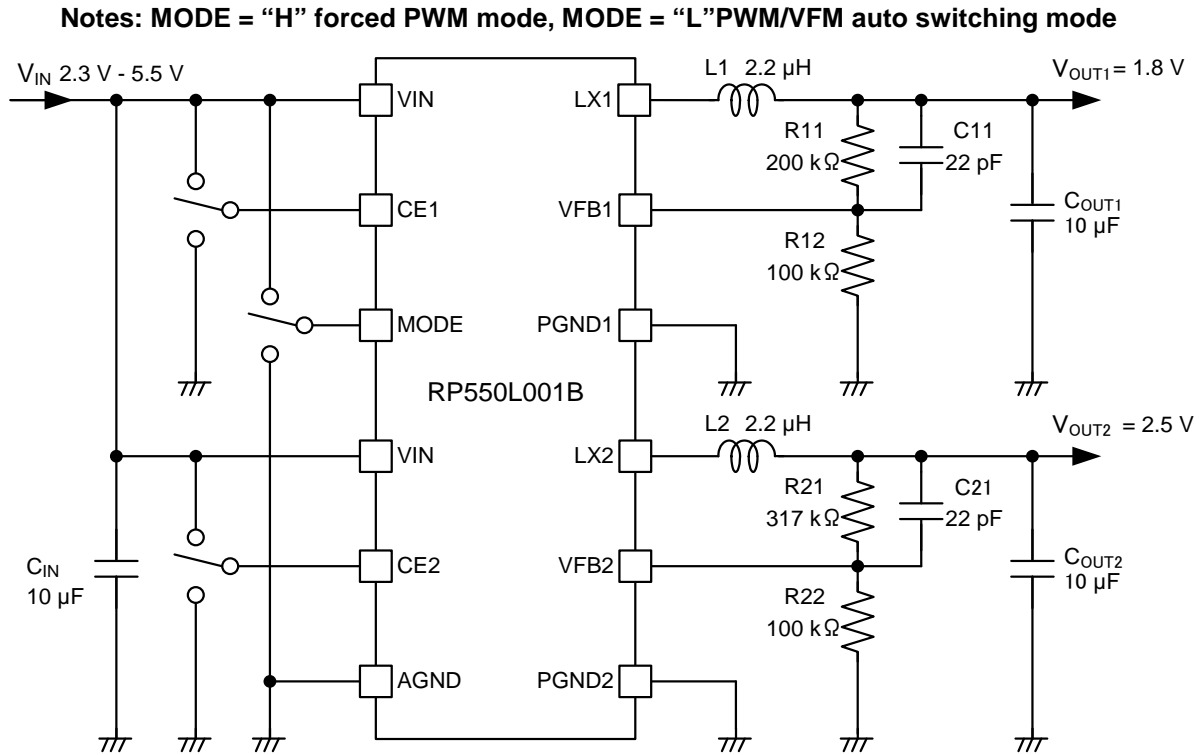 Notes: MODE = “H” forced PWM mode, MODE = “L”PWM/VFM auto switching mode
VIN 2.3 V - 5.5 V
VIN
CE1
MODE
VIN
CE2
AGND
CIN
10 µF
RP550L001B
LX1
VFB1
PGND1
LX2
VFB2
PGND2
L1 2.2 µH
VOUT1 = 1.8 V
R11
200 kΩ
C11
22 pF
R12
100 kΩ
COUT1
10 µF
L2 2.2 µH
VOUT2 = 2.5 V
R21
317 kΩ
C21
22 pF
R22
100 kΩ
COUT2
10 µF